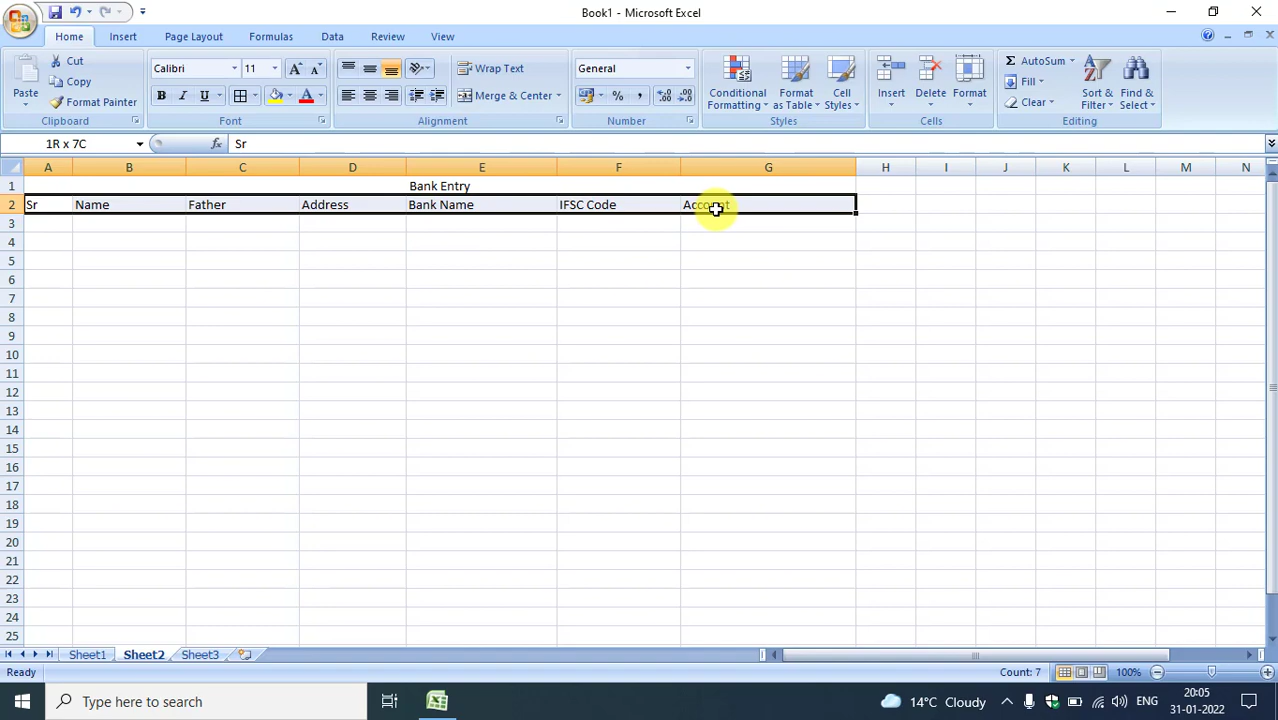 Book1 - Microsoft Excel
Home Insert Page Layout Formulas Data Review View
Paste
Cut
Copy
Format Painter
Clipboard
Calibri 11
B I U A
Font
Wrap Text
Merge & Center
Alignment
General
% ,
Number
Conditional Formatting
Format as Table
Cell Styles
Styles
Insert Delete Format
Cells
Σ AutoSum
Fill
Clear
Sort & Filter
Find & Select
Editing
1R x 7C fx Sr
A B C D E F G H I J K L M N
1 Bank Entry
2 Sr Name Father Address Bank Name IFSC Code Account
3
4
5
6
7
8
9
10
11
12
13
14
15
16
17
18
19
20
21
22
23
24
25
Sheet1 Sheet2 Sheet3
Ready Count: 7 100%
Type here to search
14°C Cloudy ENG
20:05
31-01-2022